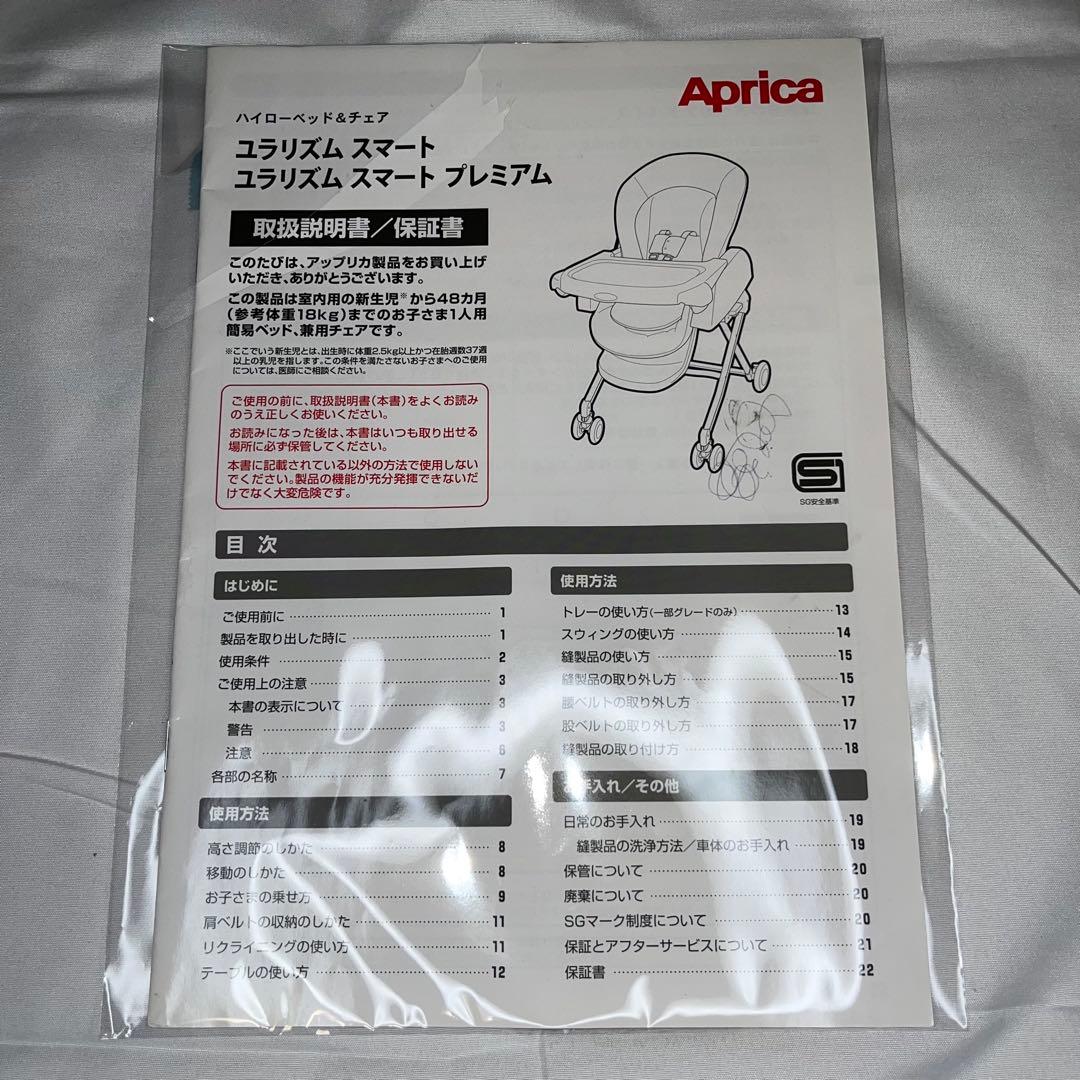 Aprica
ハイローベッド＆チェア
ユラリズム スマート
ユラリズム スマート プレミアム
取扱説明書／保証書
このたびは、アップリカ製品をお買い上げ
いただき、ありがとうございます。
この製品は室内用の新生児※から48カ月
（参考体重18kg）までのお子さま1人用
簡易ベッド、兼用チェアです。
※ここでいう新生児とは、出生時に体重2.5kg以上かつ在胎週数37週
以上の乳児を指します。この条件を満たさないお子さまへのご使用
については、医師にご相談ください。
ご使用の前に、取扱説明書（本書）をよくお読み
のうえ正しくお使いください。
お読みになった後は、本書はいつも取り出せる
場所に必ず保管してください。
本書に記載されている以外の方法で使用しない
でください。製品の機能が充分発揮できないだ
けでなく大変危険です。
SG安全基準
目 次
はじめに
ご使用前に 1
製品を取り出した時に 1
使用条件 2
ご使用上の注意 3
本書の表示について 3
警告 3
注意 6
各部の名称 7
使用方法
高さ調節のしかた 8
移動のしかた 8
お子さまの乗せ方 9
肩ベルトの収納のしかた 11
リクライニングの使い方 11
テーブルの使い方 12
使用方法
トレーの使い方（一部グレードのみ） 13
スウィングの使い方 14
縫製品の使い方 15
縫製品の取り外し方 15
腰ベルトの取り外し方 17
股ベルトの取り外し方 17
縫製品の取り付け方 18
お手入れ／その他
日常のお手入れ 19
縫製品の洗浄方法／車体のお手入れ 19
保管について 20
廃棄について 20
SGマーク制度について 20
保証とアフターサービスについて 21
保証書 22